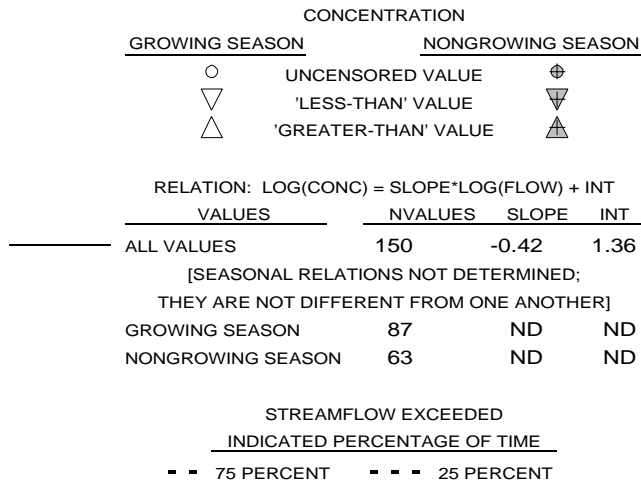 CONCENTRATION
GROWING SEASON NONGROWING SEASON
UNCENSORED VALUE
'LESS-THAN' VALUE
'GREATER-THAN' VALUE
RELATION: LOG(CONC) = SLOPE*LOG(FLOW) + INT
VALUES NVALUES SLOPE INT
ALL VALUES 150 -0.42 1.36
[SEASONAL RELATIONS NOT DETERMINED;
THEY ARE NOT DIFFERENT FROM ONE ANOTHER]
GROWING SEASON 87 ND ND
NONGROWING SEASON 63 ND ND
STREAMFLOW EXCEEDED
INDICATED PERCENTAGE OF TIME
75 PERCENT 25 PERCENT